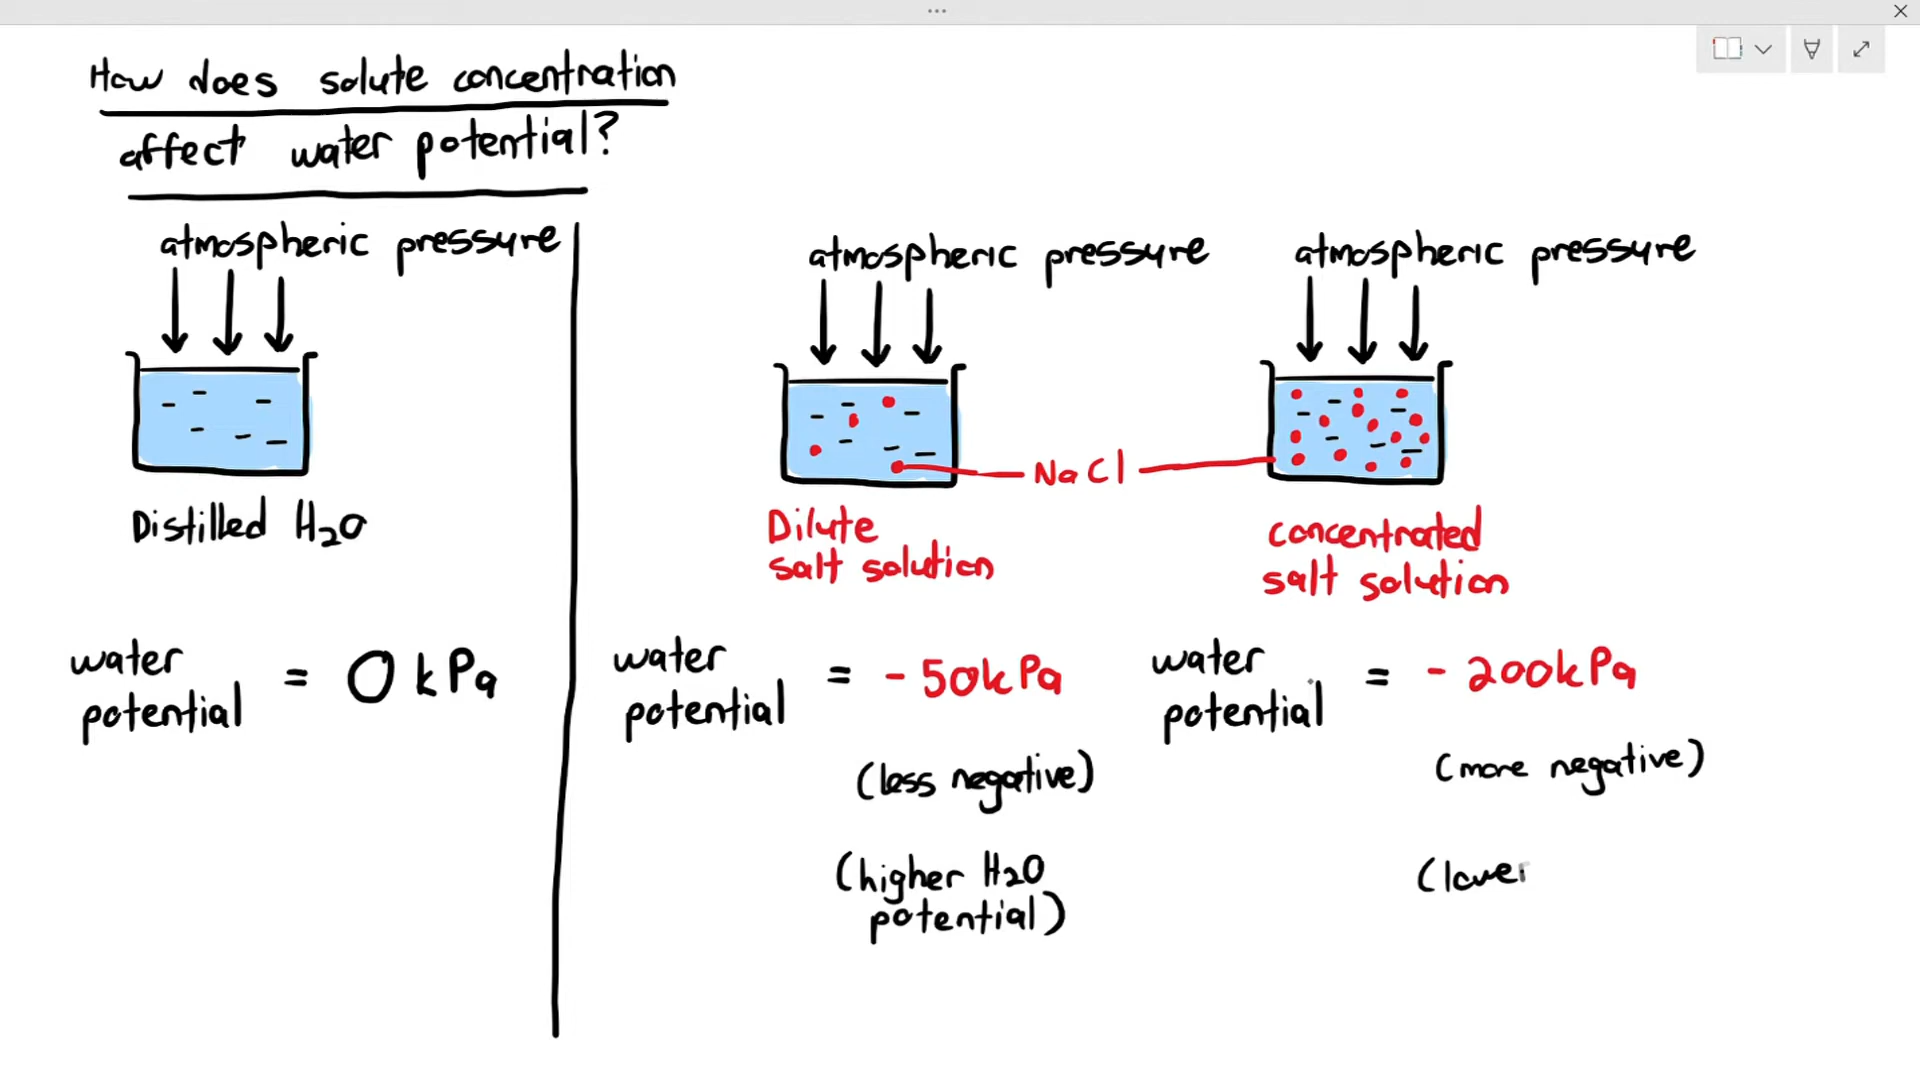 How does solute concentration
affect water potential?
atmospheric pressure
Distilled H2O
water
potential = 0 kPa
atmospheric pressure
atmospheric pressure
NaCl
Dilute
salt solution
concentrated
salt solution
water
potential = - 50kPa
(less negative)
(higher H2O
potential)
water
potential = - 200kPa
(more negative)
(lower